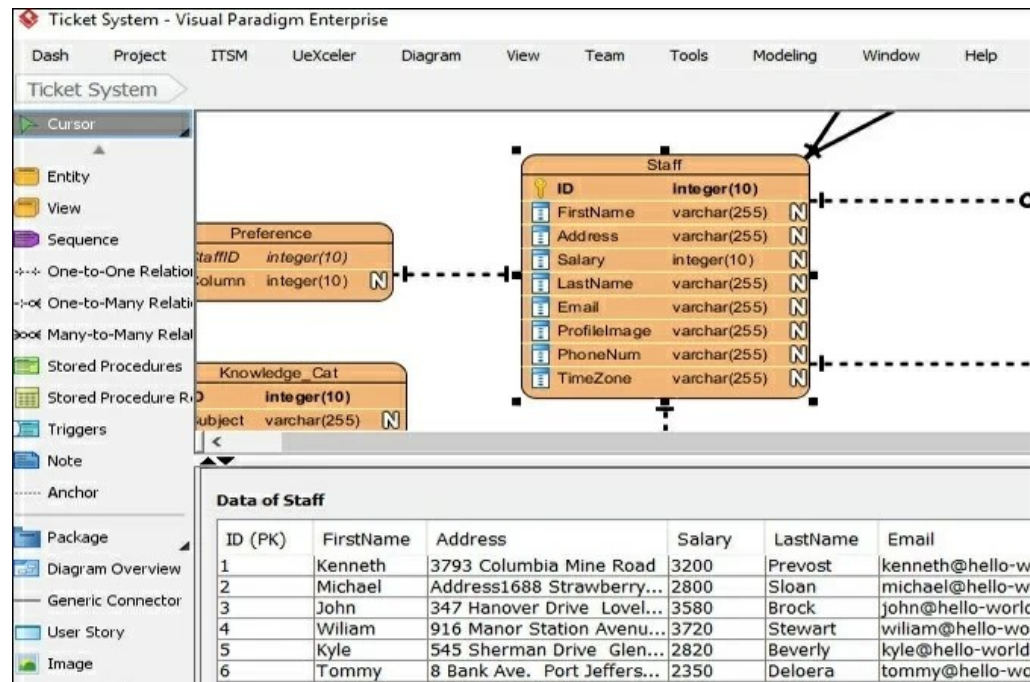 Ticket System - Visual Paradigm Enterprise
Dash Project ITSM UeXceler Diagram View Team Tools Modeling Window Help
Ticket System
Cursor
Entity
View
Sequence
One-to-One Relation
One-to-Many Relati
Many-to-Many Relat
Stored Procedures
Stored Procedure Re
Triggers
Note
Anchor
Package
Diagram Overview
Generic Connector
User Story
Image
Preference
taffID integer(10)
olumn integer(10) N
Knowledge_Cat
D integer(10)
ubject varchar(255) N
Staff
ID integer(10)
FirstName varchar(255) N
Address varchar(255) N
Salary integer(10) N
LastName varchar(255) N
Email varchar(255) N
ProfileImage varchar(255) N
PhoneNum varchar(255) N
TimeZone varchar(255) N
Data of Staff
ID (PK) FirstName Address Salary LastName Email
1 Kenneth 3793 Columbia Mine Road 3200 Prevost kenneth@hello-w
2 Michael Address1688 Strawberry... 2800 Sloan michael@hello-w
3 John 347 Hanover Drive Lovel... 3580 Brock john@hello-world
4 Wiliam 916 Manor Station Avenu... 3720 Stewart wiliam@hello-wo
5 Kyle 545 Sherman Drive Glen... 2820 Beverly kyle@hello-world
6 Tommy 8 Bank Ave. Port Jeffers... 2350 Deloera tommy@hello-wo